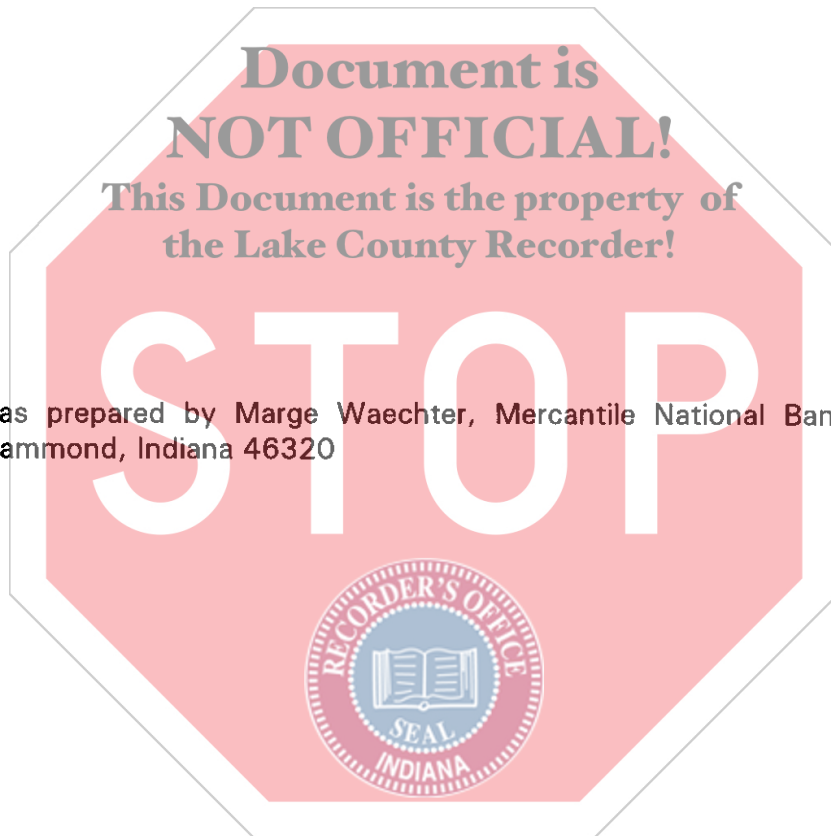 Document is
NOT OFFICIAL!
This Document is the property of
the Lake County Recorder!
STOP
as prepared by Marge Waechter, Mercantile National Ban
ammond, Indiana 46320
RECORDER'S OFFICE
SEAL
INDIANA